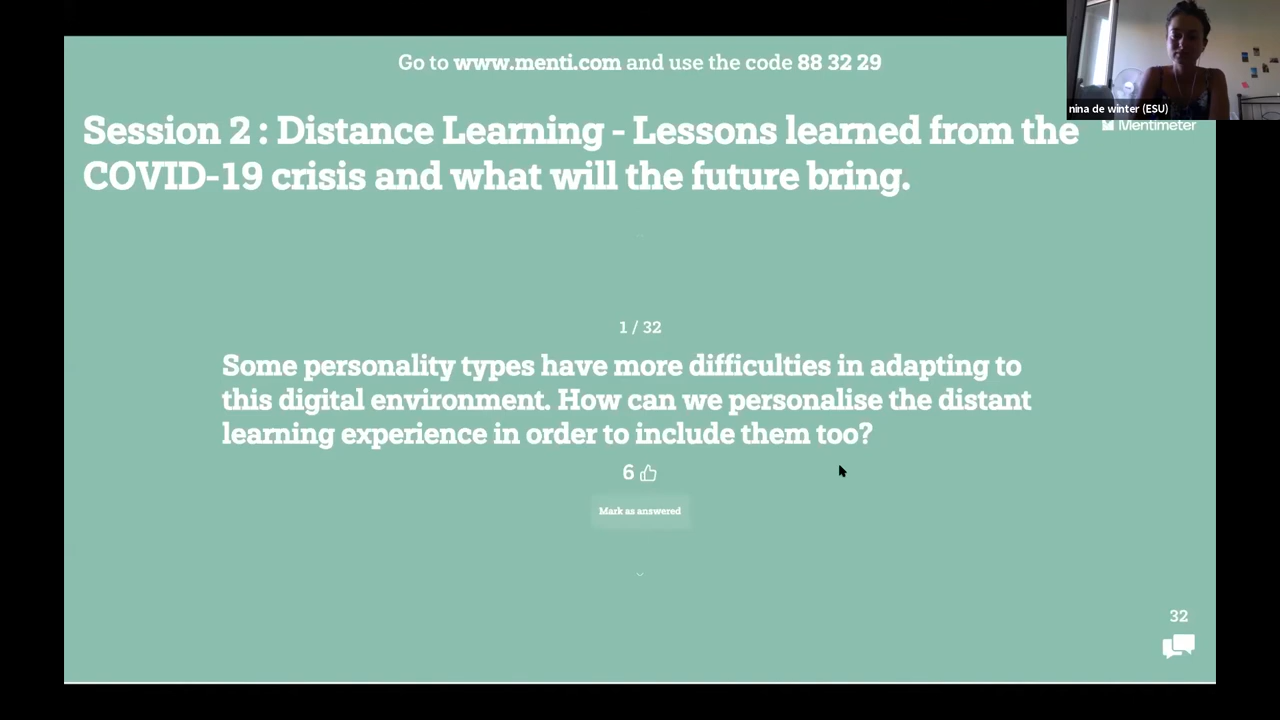 Go to www.menti.com and use the code 88 32 29
nina de winter (ESU)
Session 2 : Distance Learning - Lessons learned from the
Mentimeter
COVID-19 crisis and what will the future bring.
1 / 32
Some personality types have more difficulties in adapting to
this digital environment. How can we personalise the distant
learning experience in order to include them too?
6
Mark as answered
32